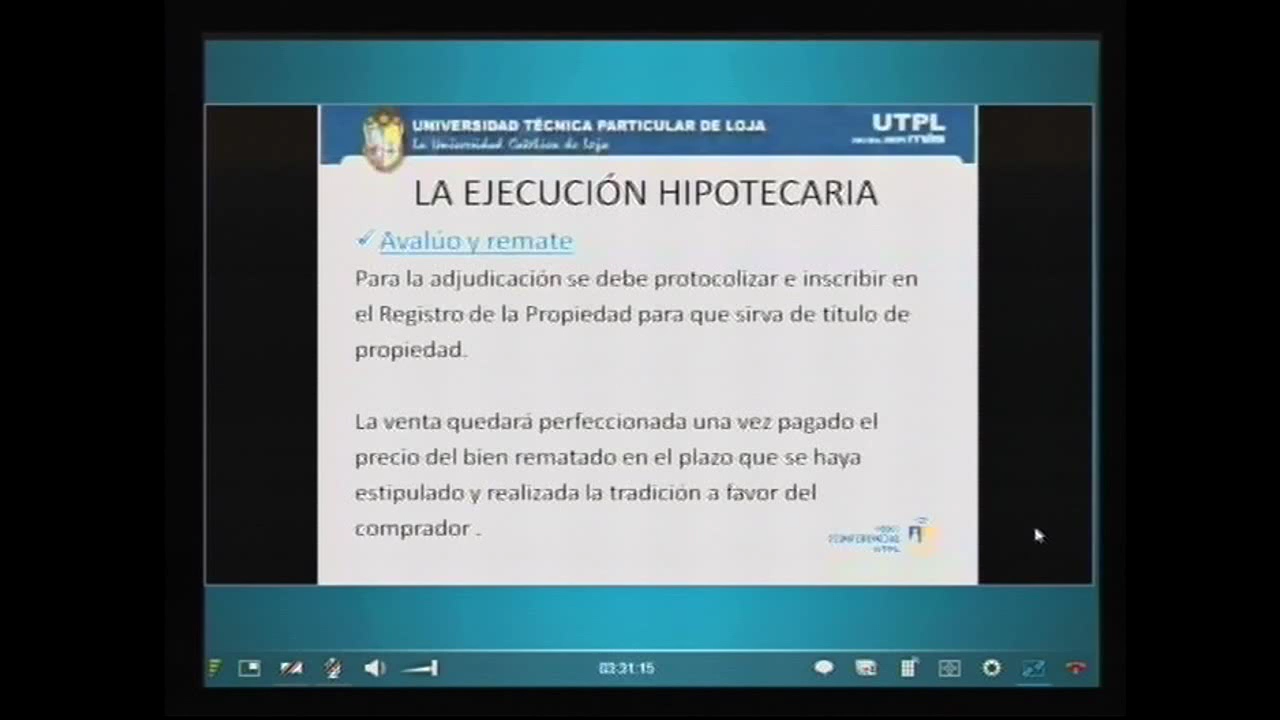 UNIVERSIDAD TÉCNICA PARTICULAR DE LOJA
La Universidad Católica de Loja
UTPL
LA EJECUCIÓN HIPOTECARIA
✓ Avalúo y remate
Para la adjudicación se debe protocolizar e inscribir en
el Registro de la Propiedad para que sirva de título de
propiedad.
La venta quedará perfeccionada una vez pagado el
precio del bien rematado en el plazo que se haya
estipulado y realizada la tradición a favor del
comprador .
CONFERENCIAS
UTPL
03:31:15